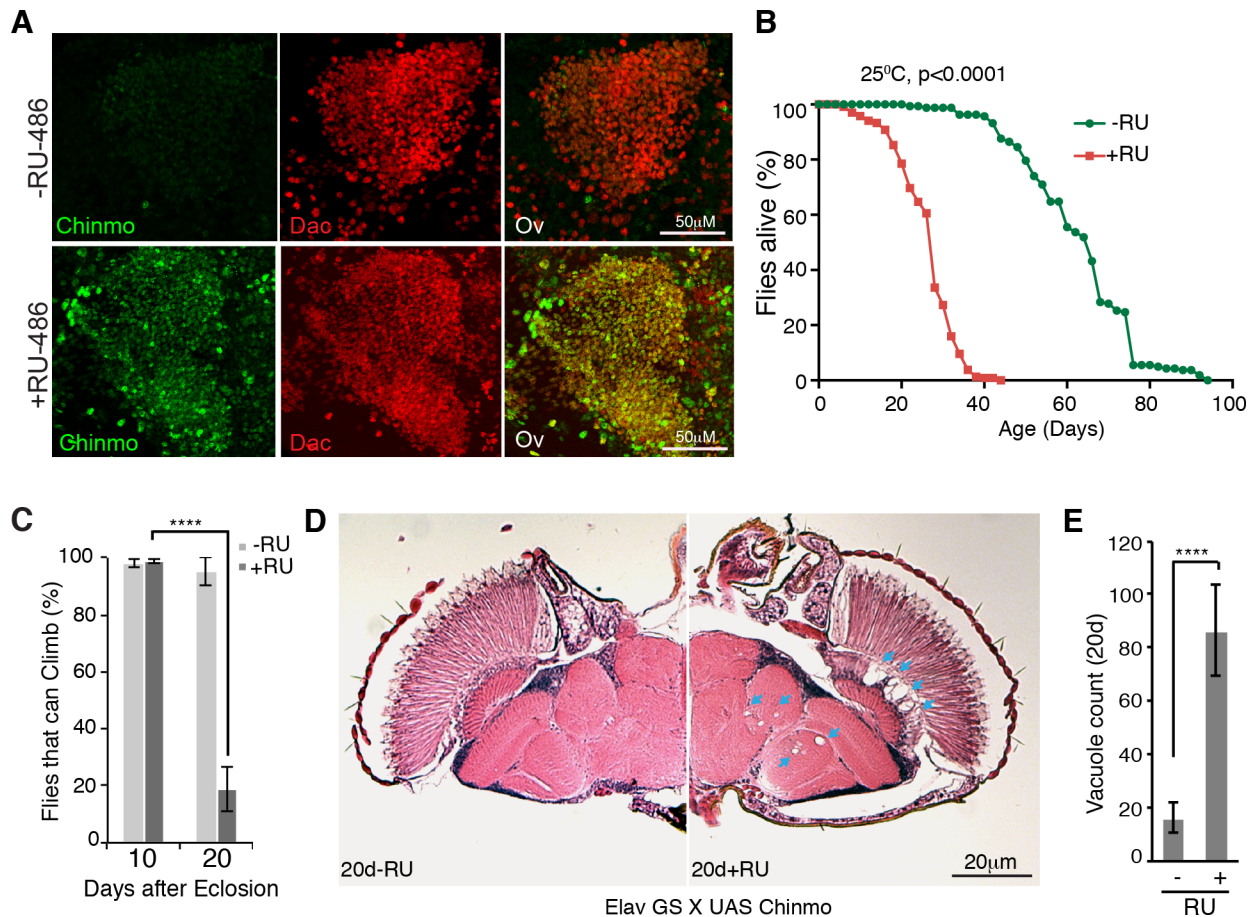 A
-RU-486
Chinmo
Dac
Ov
50μM
+RU-486
Chinmo
Dac
Ov
50μM
B
25⁰C, p<0.0001
Flies alive (%)
100
80
60
40
20
0
0 20 40 60 80 100
Age (Days)
-RU
+RU
C
****
-RU
+RU
Flies that can Climb (%)
100
80
60
40
20
0
10 20
Days after Eclosion
D
20d-RU
20d+RU
20μm
Elav GS X UAS Chinmo
E
Vacuole count (20d)
120
100
80
60
40
20
0
****
- +
RU